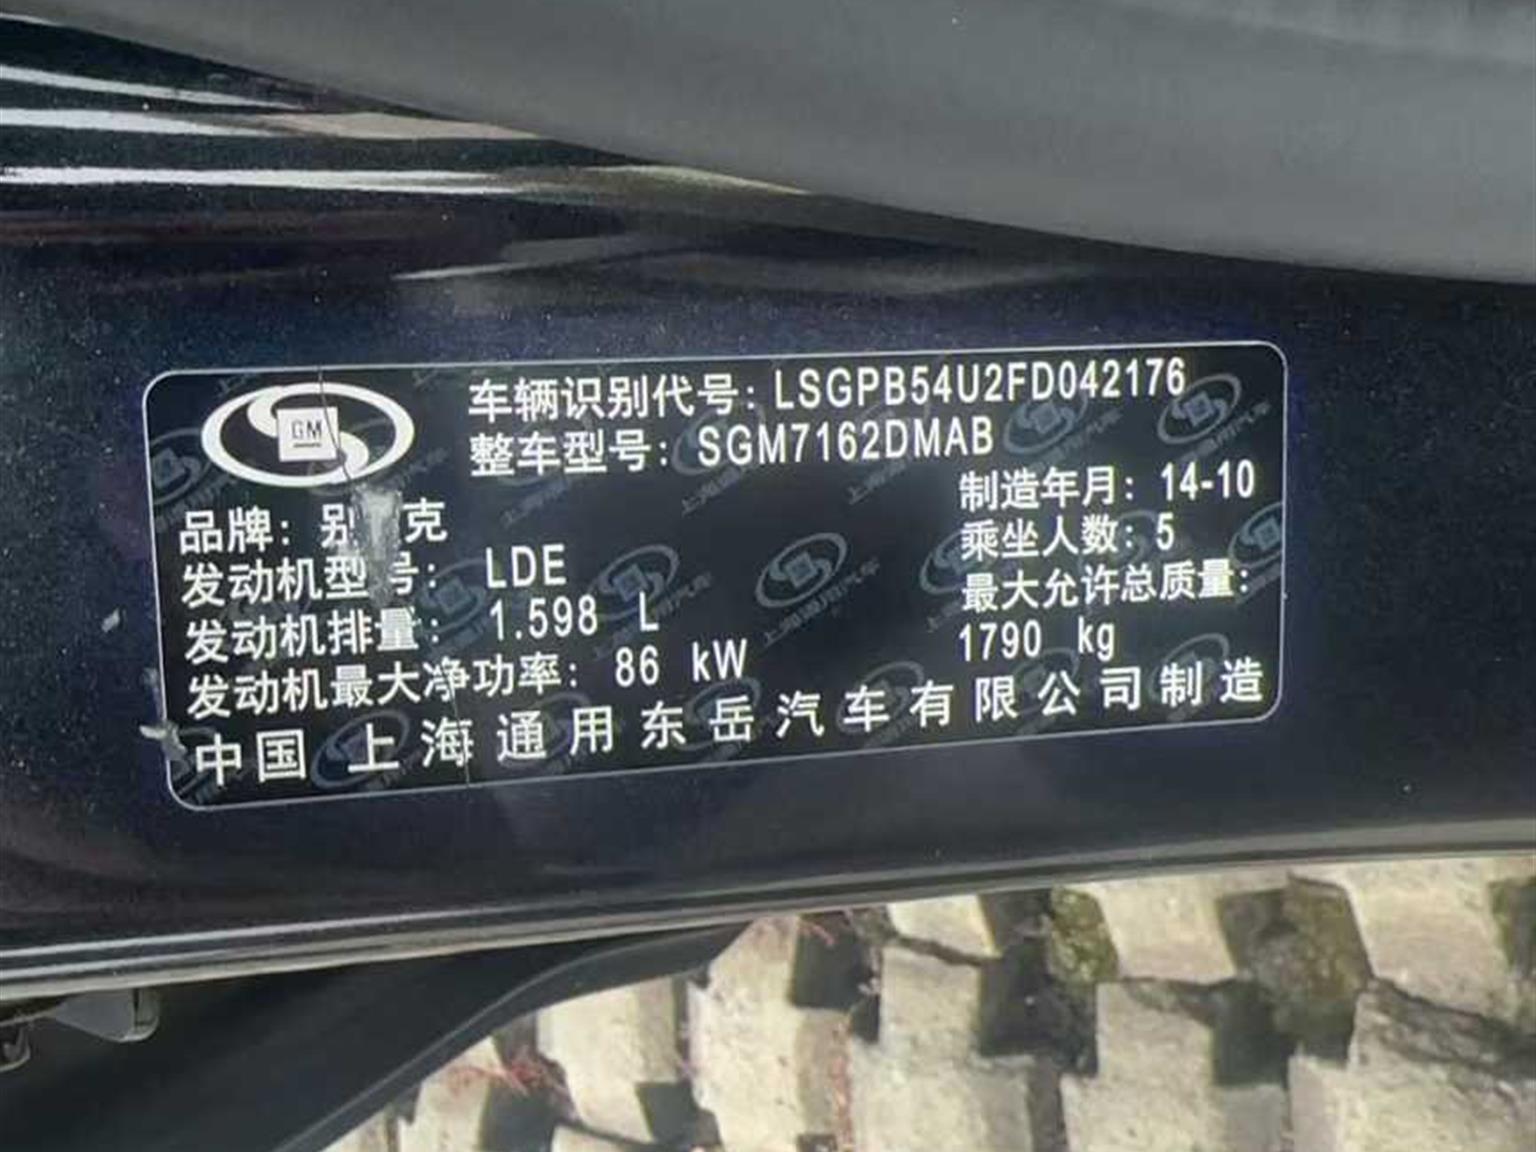 GM
车辆识别代号：LSGPB54U2FD042176
整车型号：SGM7162DMAB
制造年月：14-10
品牌：别 克
乘坐人数：5
发动机型号：LDE
最大允许总质量：
发动机排量：1.598 L
1790 kg
发动机最大净功率：86 kW
中国 上海通用东岳汽车有限公司制造